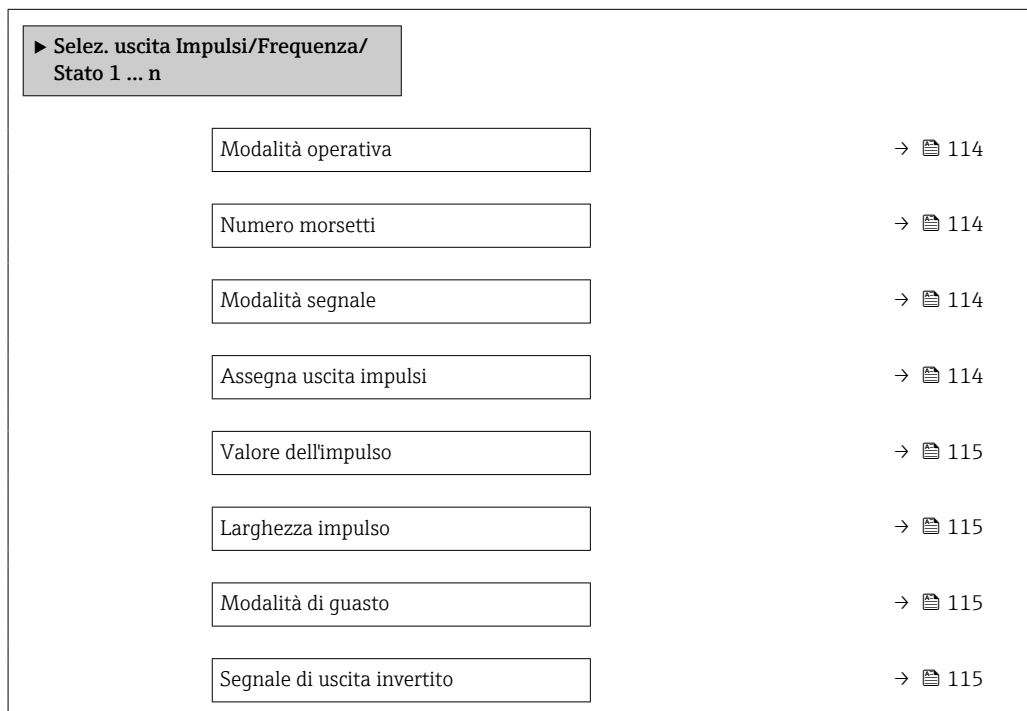 ▶ Selez. uscita Impulsi/Frequenza/
Stato 1 ... n
Modalità operativa → 114
Numero morsetti → 114
Modalità segnale → 114
Assegna uscita impulsi → 114
Valore dell'impulso → 115
Larghezza impulso → 115
Modalità di guasto → 115
Segnale di uscita invertito → 115